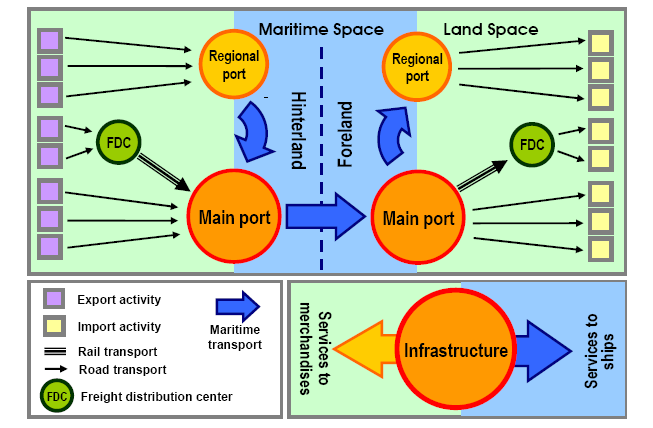 Maritime Space
Land Space
Regional
port
Regional
port
Hinterland
Foreland
FDC
FDC
Main port
Main port
Export activity
Import activity
Rail transport
Road transport
FDC
Freight distribution center
Maritime
transport
Services to
merchandises
Infrastructure
Services to
ships